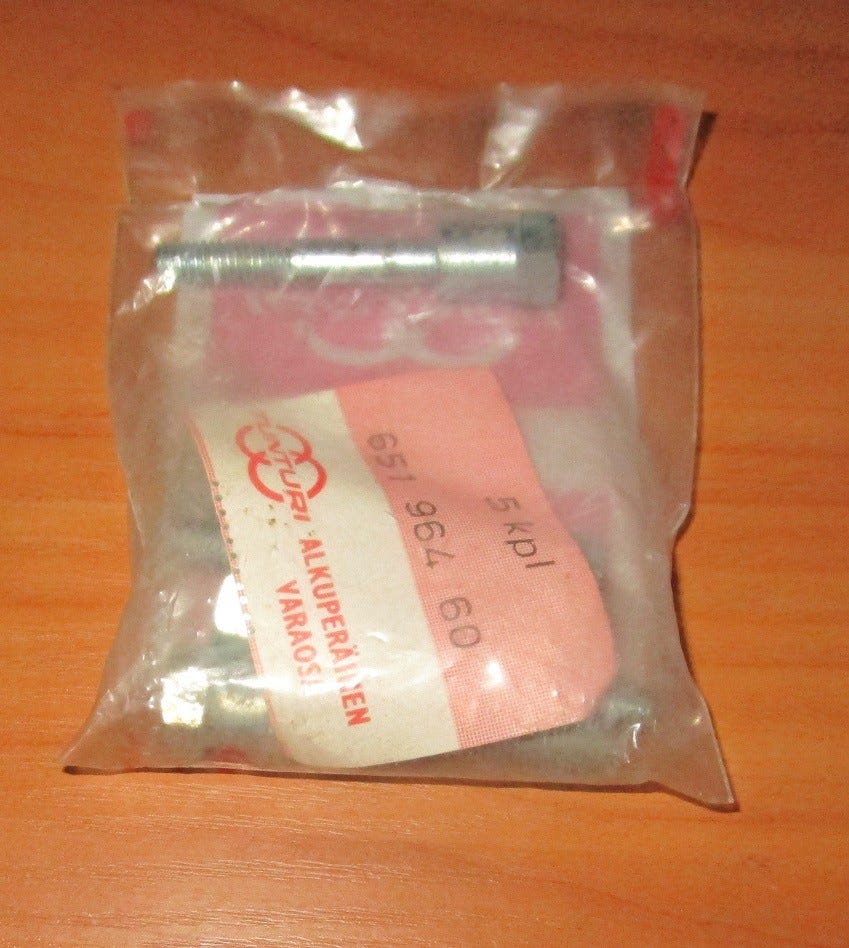 TUNTURI
ALKUPERÄINEN
VARAOSA
5 kpl
651 964 60